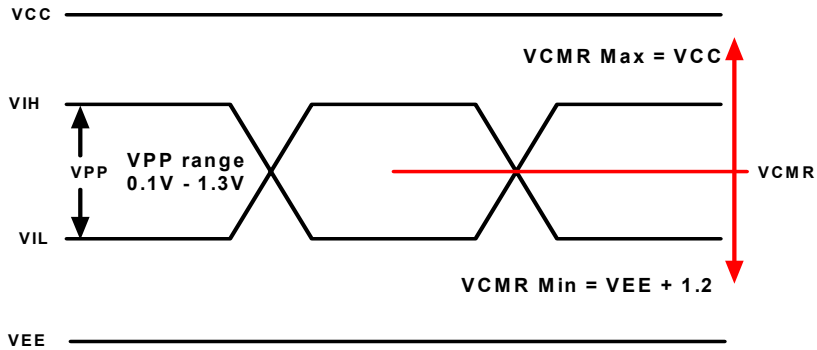 VCC
VCMR Max = VCC
VIH
VPP
VPP range
0.1V - 1.3V
VCMR
VIL
VCMR Min = VEE + 1.2
VEE